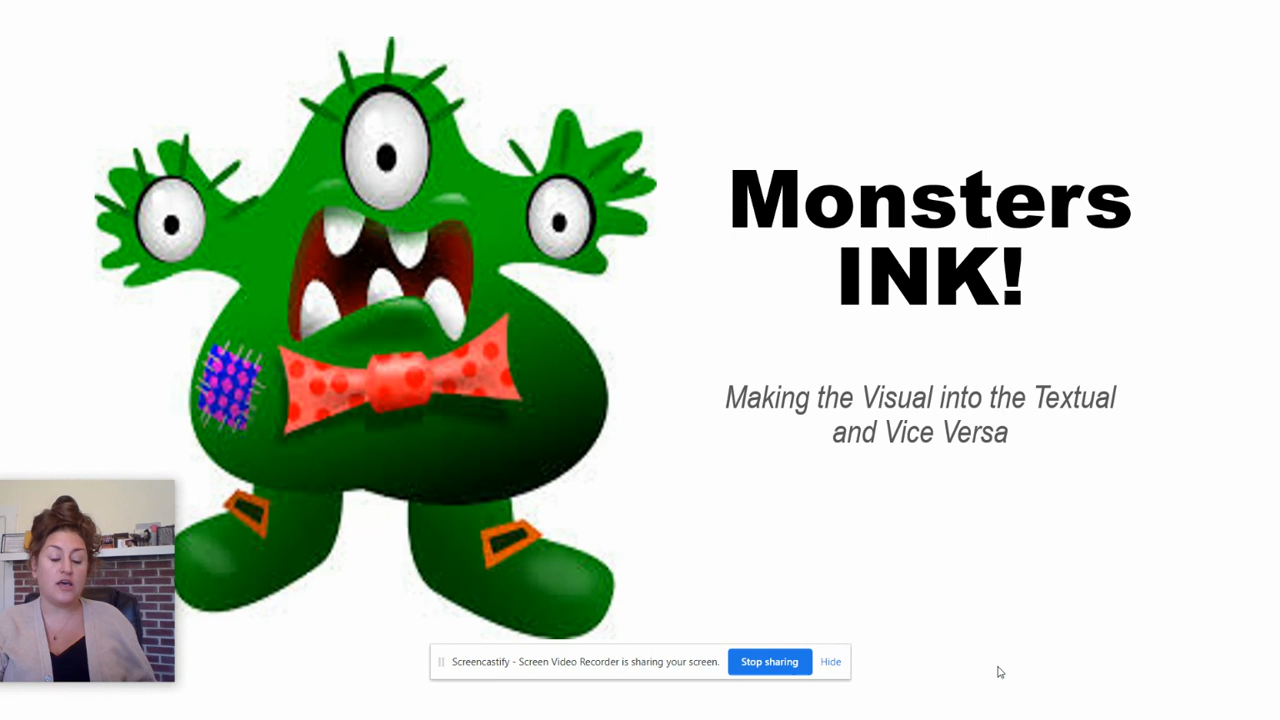 Monsters
INK!
Making the Visual into the Textual
and Vice Versa
Screencastify - Screen Video Recorder is sharing your screen.
Stop sharing
Hide